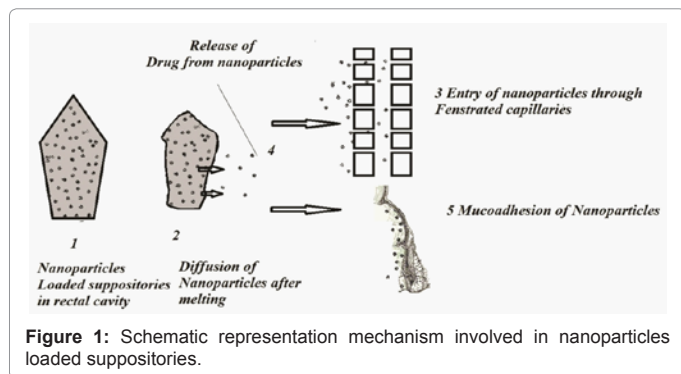 Release of
Drug from nanoparticles
4
3 Entry of nanoparticles through
Fenstrated capillaries
5 Mucoadhesion of Nanoparticles
1
2
Nanoparticles
Loaded suppositories
in rectal cavity
Diffusion of
Nanoparticles after
melting
Figure 1: Schematic representation mechanism involved in nanoparticles
loaded suppositories.